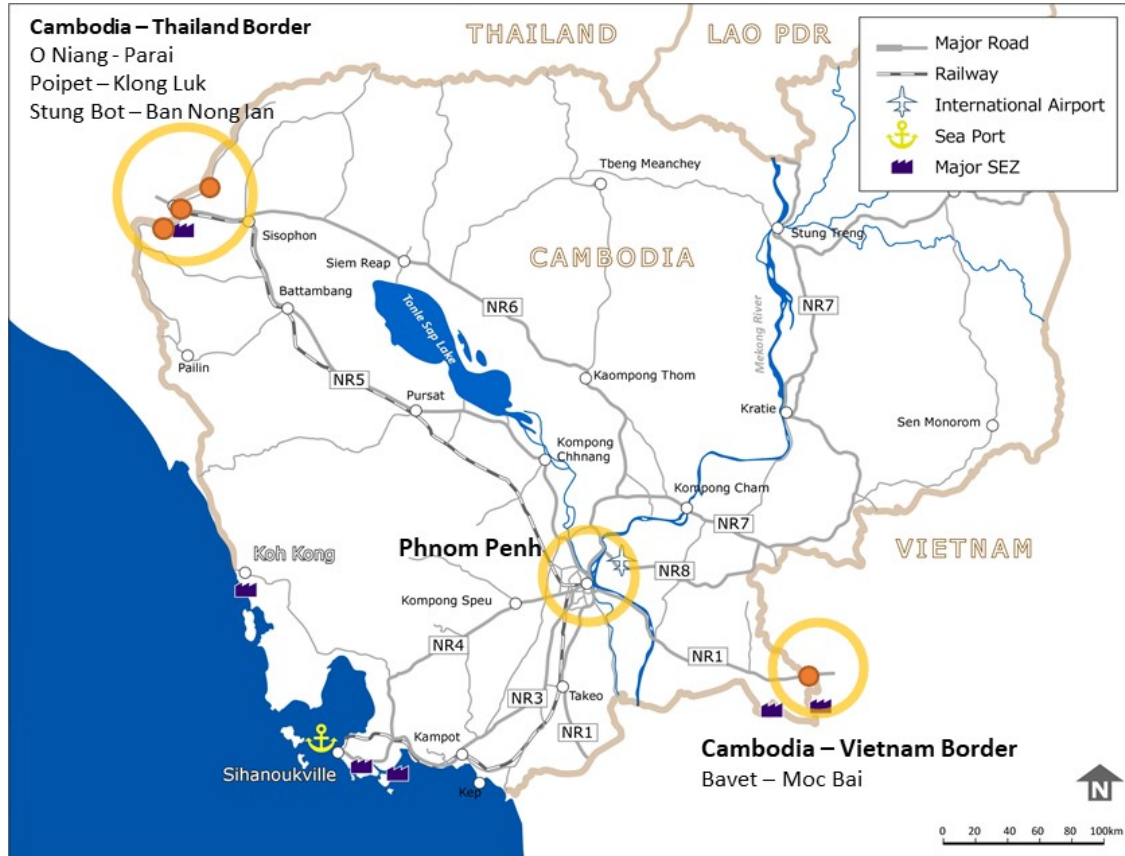 Cambodia – Thailand Border
O Niang - Parai
Poipet – Klong Luk
Stung Bot – Ban Nong Ian
THAILAND
LAO PDR
Major Road
Railway
International Airport
Sea Port
Major SEZ
Tbeng Meanchey
Sisophon
Stung Treng
Siem Reap
CAMBODIA
Battambang
Tonle Sap Lake
NR6
NR7
Mekong River
Pailin
NR5
Kaompong Thom
Pursat
Kratie
Sen Monorom
Kompong
Chhnang
Kompong Cham
NR7
VIETNAM
Phnom Penh
Koh Kong
NR8
Kompong Speu
NR4
NR1
NR3
Takeo
NR1
Kampot
Cambodia – Vietnam Border
Bavet – Moc Bai
Sihanoukville
Kep
N
0 20 40 60 80 100km